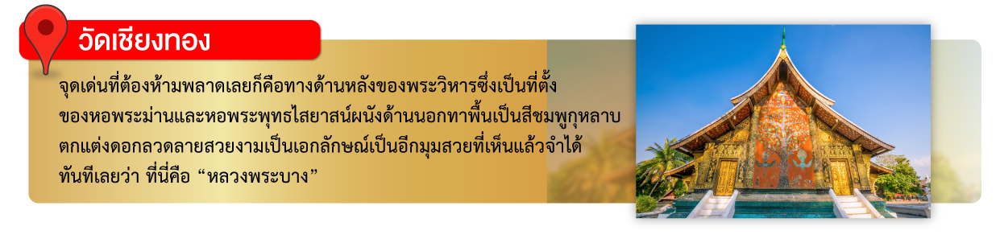 วัดเชียงทอง
จุดเด่นที่ต้องห้ามพลาดเลยก็คือทางด้านหลังของพระวิหารซึ่งเป็นที่ตั้ง
ของหอพระม่านและหอพระพุทธไสยาสน์ผนังด้านนอกทาพื้นเป็นสีชมพูกุหลาบ
ตกแต่งดอกลวดลายสวยงามเป็นเอกลักษณ์เป็นอีกมุมสวยที่เห็นแล้วจำได้
ทันทีเลยว่า ที่นี่คือ “หลวงพระบาง”